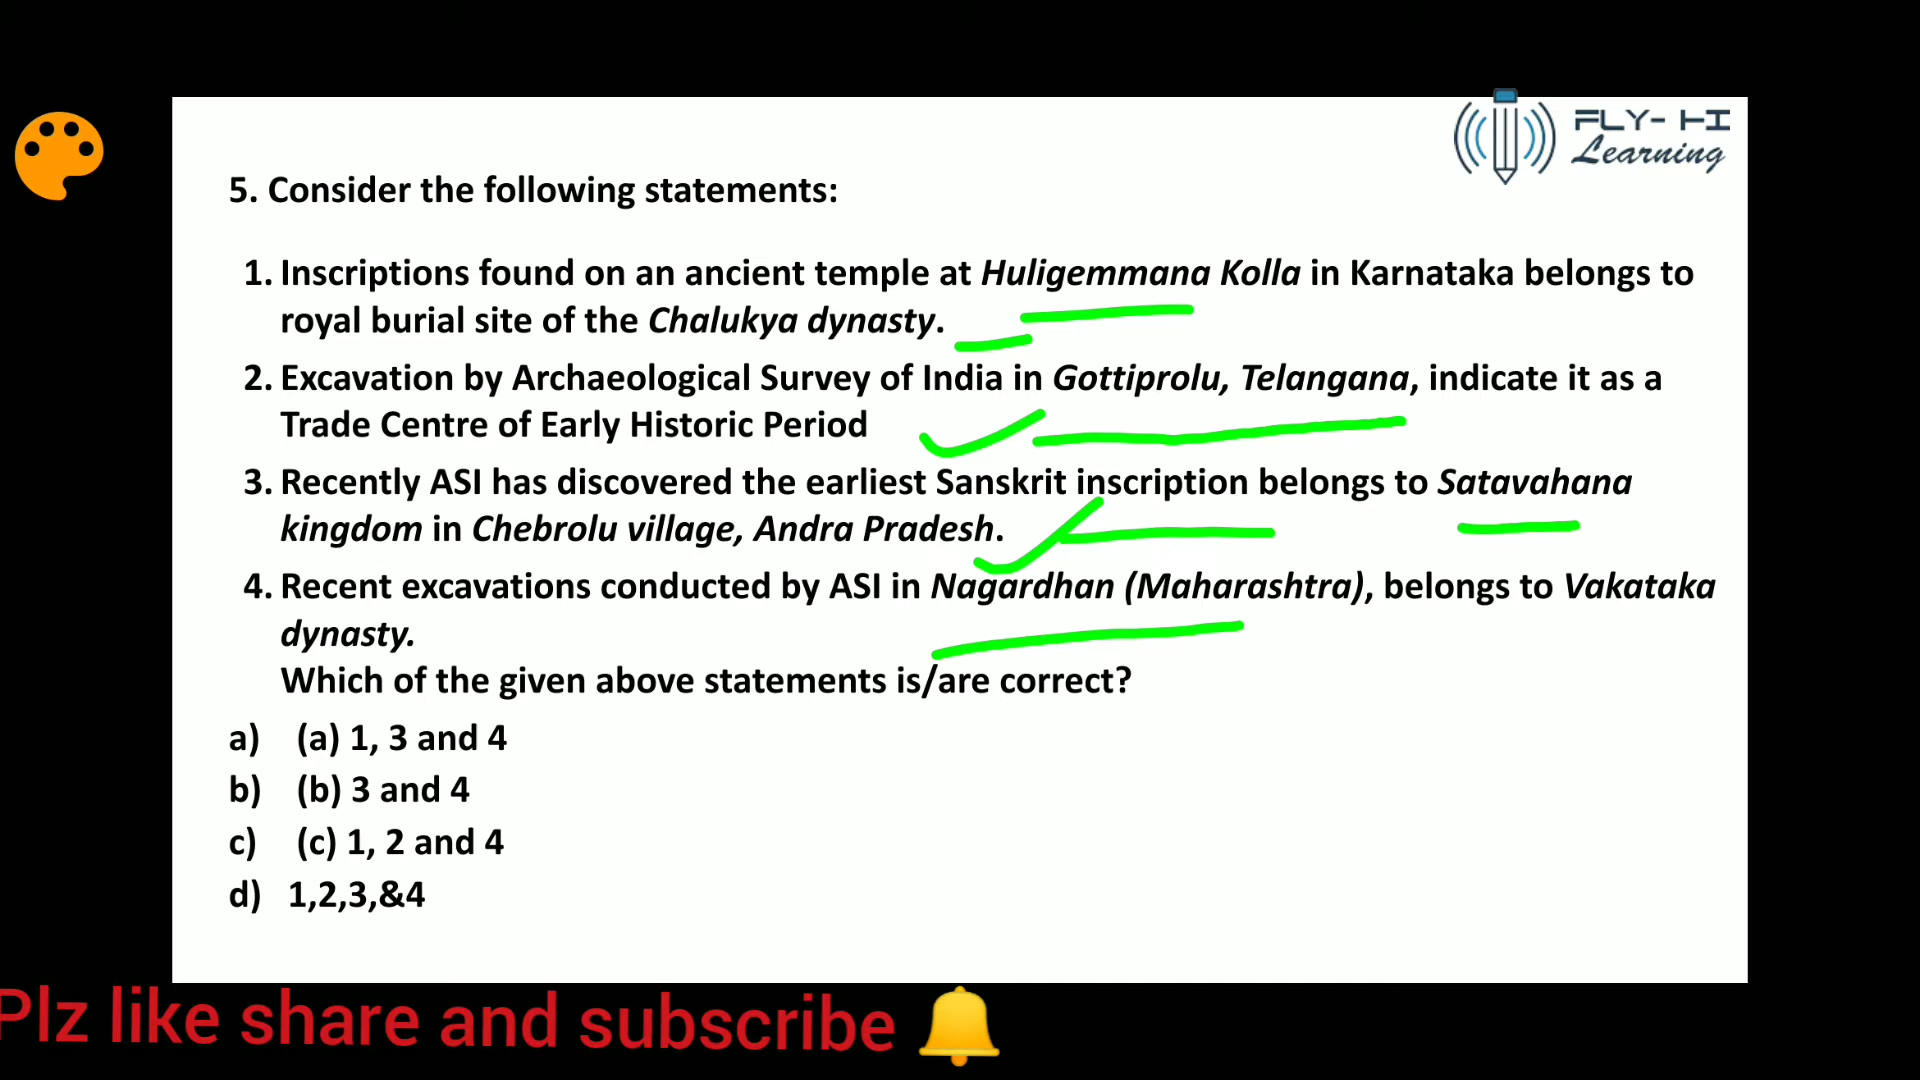 FLY-HI
Learning
5. Consider the following statements:
1. Inscriptions found on an ancient temple at Huligemmana Kolla in Karnataka belongs to
royal burial site of the Chalukya dynasty.
2. Excavation by Archaeological Survey of India in Gottiprolu, Telangana, indicate it as a
Trade Centre of Early Historic Period
3. Recently ASI has discovered the earliest Sanskrit inscription belongs to Satavahana
kingdom in Chebrolu village, Andra Pradesh.
4. Recent excavations conducted by ASI in Nagardhan (Maharashtra), belongs to Vakataka
dynasty.
Which of the given above statements is/are correct?
a) (a) 1, 3 and 4
b) (b) 3 and 4
c) (c) 1, 2 and 4
d) 1,2,3,&4
Plz like share and subscribe